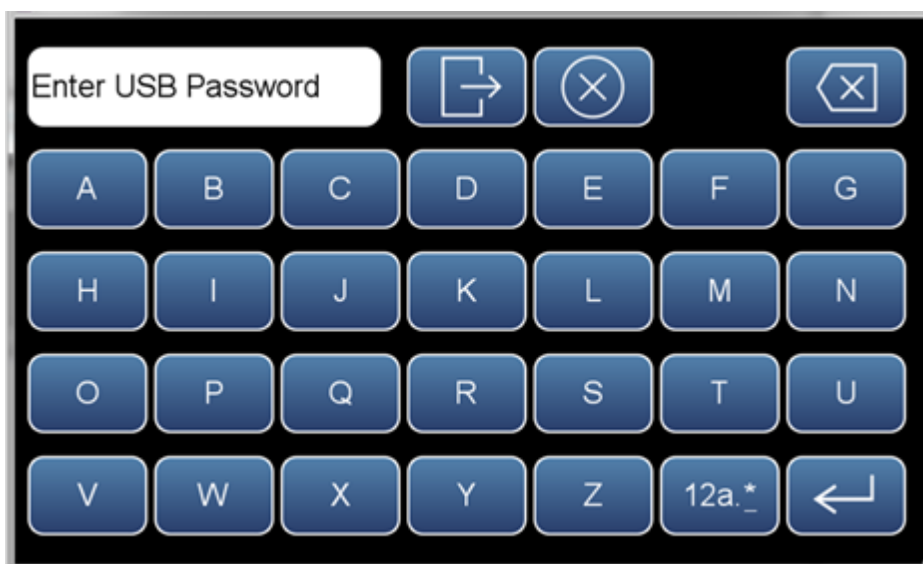 Enter USB Password
A B C D E F G
H I J K L M N
O P Q R S T U
V W X Y Z 12a.*_